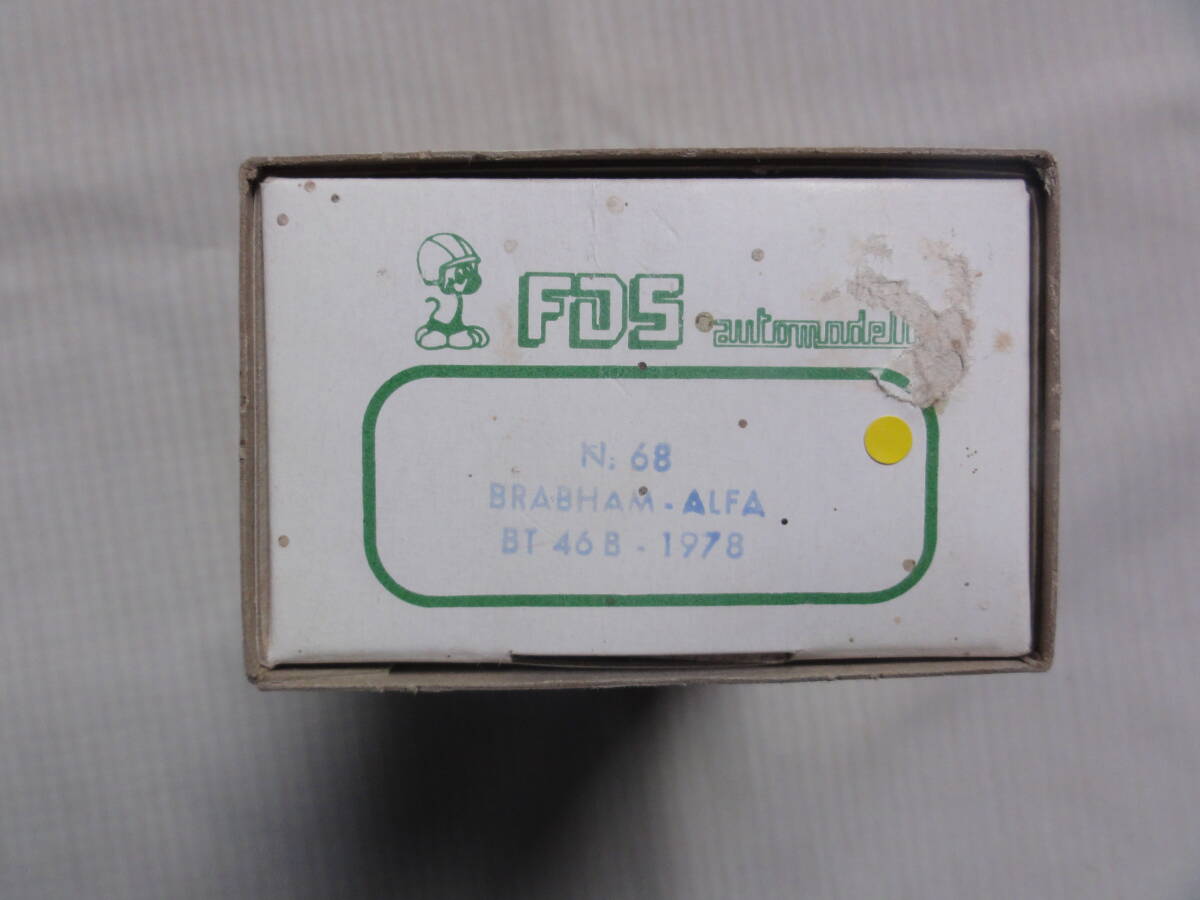 FDS automodelli
N: 68
BRABHAM - ALFA
BT 46 B - 1978